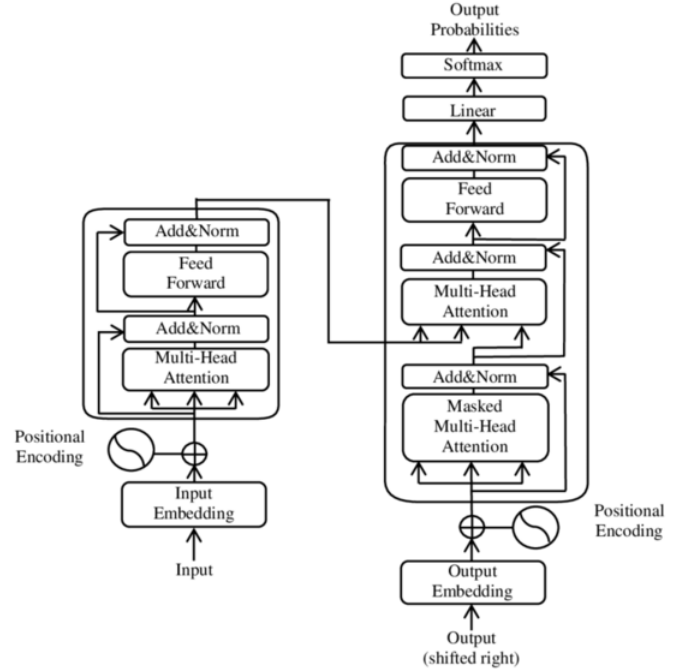 Output
Probabilities
Softmax
Linear
Add&Norm
Feed
Forward
Add&Norm
Multi-Head
Attention
Add&Norm
Masked
Multi-Head
Attention
Positional
Encoding
Output
Embedding
Output
(shifted right)
Add&Norm
Feed
Forward
Add&Norm
Multi-Head
Attention
Positional
Encoding
Input
Embedding
Input